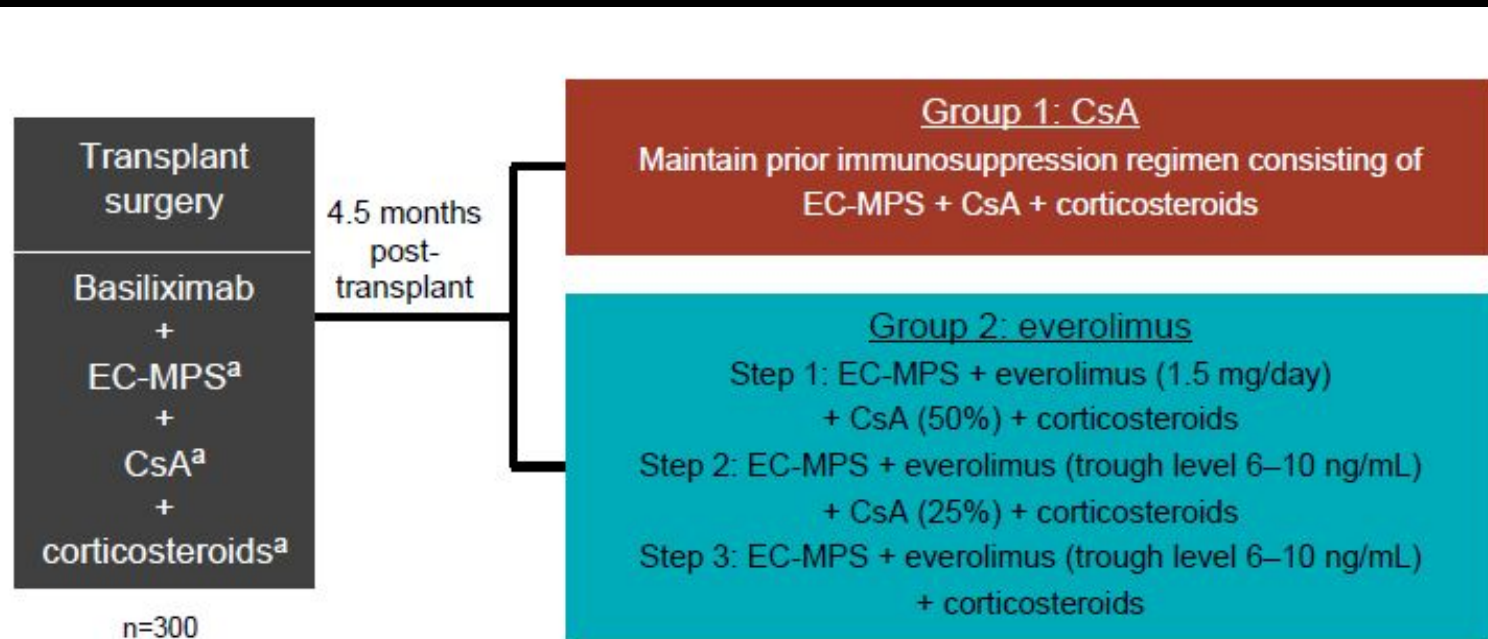 Transplant
surgery
Basiliximab
+
EC-MPSa
+
CsAa
+
corticosteroidsa
n=300
4.5 months
post-
transplant
Group 1: CsA
Maintain prior immunosuppression regimen consisting of
EC-MPS + CsA + corticosteroids
Group 2: everolimus
Step 1: EC-MPS + everolimus (1.5 mg/day)
+ CsA (50%) + corticosteroids
Step 2: EC-MPS + everolimus (trough level 6–10 ng/mL)
+ CsA (25%) + corticosteroids
Step 3: EC-MPS + everolimus (trough level 6–10 ng/mL)
+ corticosteroids